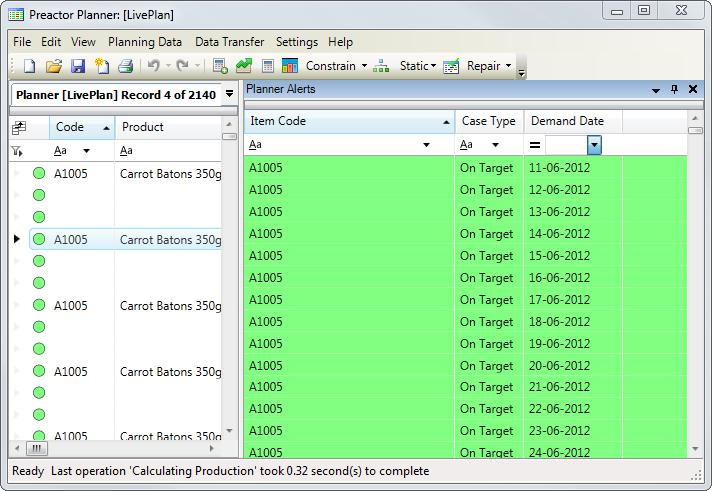 Preactor Planner: [LivePlan]
File Edit View Planning Data Data Transfer Settings Help
Constrain Static Repair
Planner [LivePlan] Record 4 of 2140
Code Product
Aa Aa
A1005 Carrot Batons 350g
A1005 Carrot Batons 350g
A1005 Carrot Batons 350g
A1005 Carrot Batons 350g
A1005 Carrot Batons 350g
Planner Alerts
Item Code Case Type Demand Date
Aa Aa =
A1005 On Target 11-06-2012
A1005 On Target 12-06-2012
A1005 On Target 13-06-2012
A1005 On Target 14-06-2012
A1005 On Target 15-06-2012
A1005 On Target 16-06-2012
A1005 On Target 17-06-2012
A1005 On Target 18-06-2012
A1005 On Target 19-06-2012
A1005 On Target 20-06-2012
A1005 On Target 21-06-2012
A1005 On Target 22-06-2012
A1005 On Target 23-06-2012
A1005 On Target 24-06-2012
Ready Last operation 'Calculating Production' took 0.32 second(s) to complete